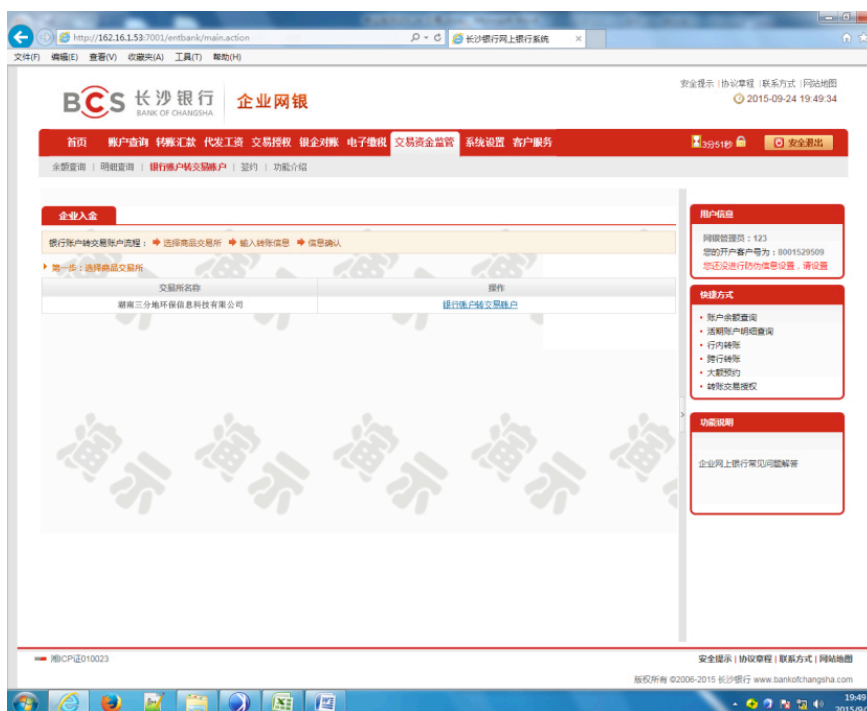 http://162.16.1.53:7001/entbank/main.action
长沙银行网上银行系统
文件(F) 编辑(E) 查看(V) 收藏夹(A) 工具(T) 帮助(H)
安全提示 | 协议章程 | 联系方式 | 网站地图
2015-09-24 19:49:34
BCS 长沙银行 企业网银
BANK OF CHANGSHA
首页 账户查询 转账汇款 代发工资 交易授权 银企对账 电子缴税 交易资金监管 系统设置 客户服务
3分51秒 安全退出
余额查询 | 明细查询 | 银行账户转交易账户 | 签约 | 功能介绍
企业入金
银行账户转交易账户流程: 选择商品交易所 输入转账信息 信息确认
第一步:选择商品交易所
交易所名称 操作
湖南三分地环保信息科技有限公司 银行账户转交易账户
用户信息
网银管理员:123
您的开户客户号为:8001529509
您还没进行防伪信息设置,请设置
快捷方式
账户余额查询
活期账户明细查询
行内转账
跨行转账
大额预约
转账交易授权
功能说明
企业网上银行常见问题解答
演示
演示 演示 演示 演示 演示
湘ICP证010023
安全提示 | 协议章程 | 联系方式 | 网站地图
版权所有 ©2006-2015 长沙银行 www.bankofchangsha.com
19:49